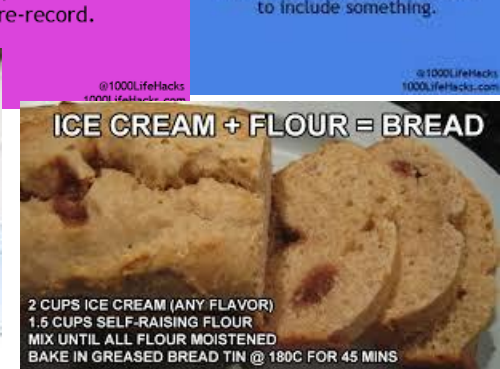 re-record.
to include something.
@1000LifeHacks
1000LifeHacks.com
@1000LifeHacks
1000LifeHacks.com
ICE CREAM + FLOUR = BREAD
2 CUPS ICE CREAM (ANY FLAVOR)
1.5 CUPS SELF-RAISING FLOUR
MIX UNTIL ALL FLOUR MOISTENED
BAKE IN GREASED BREAD TIN @ 180C FOR 45 MINS